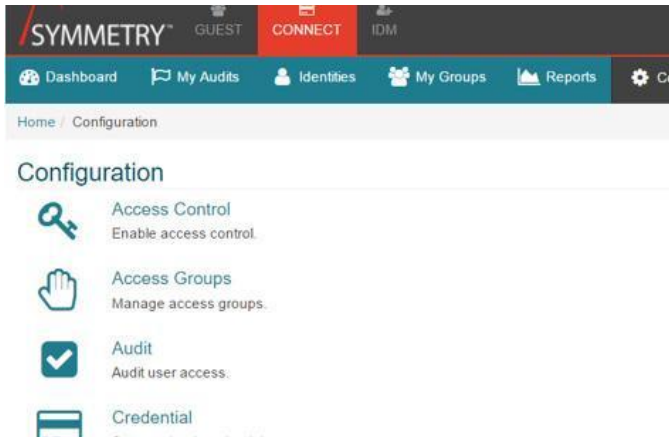 SYMMETRY™ GUEST CONNECT IDM
Dashboard My Audits Identities My Groups Reports
Home / Configuration
Configuration
Access Control
Enable access control.
Access Groups
Manage access groups.
Audit
Audit user access.
Credential